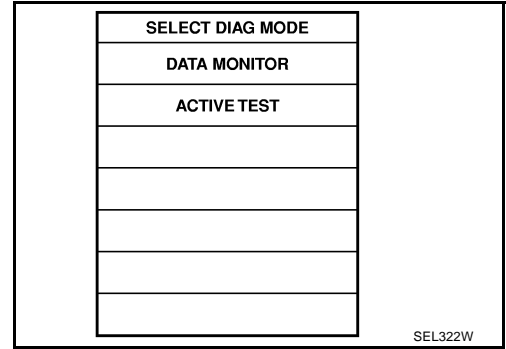 SELECT DIAG MODE
DATA MONITOR
ACTIVE TEST
SEL322W